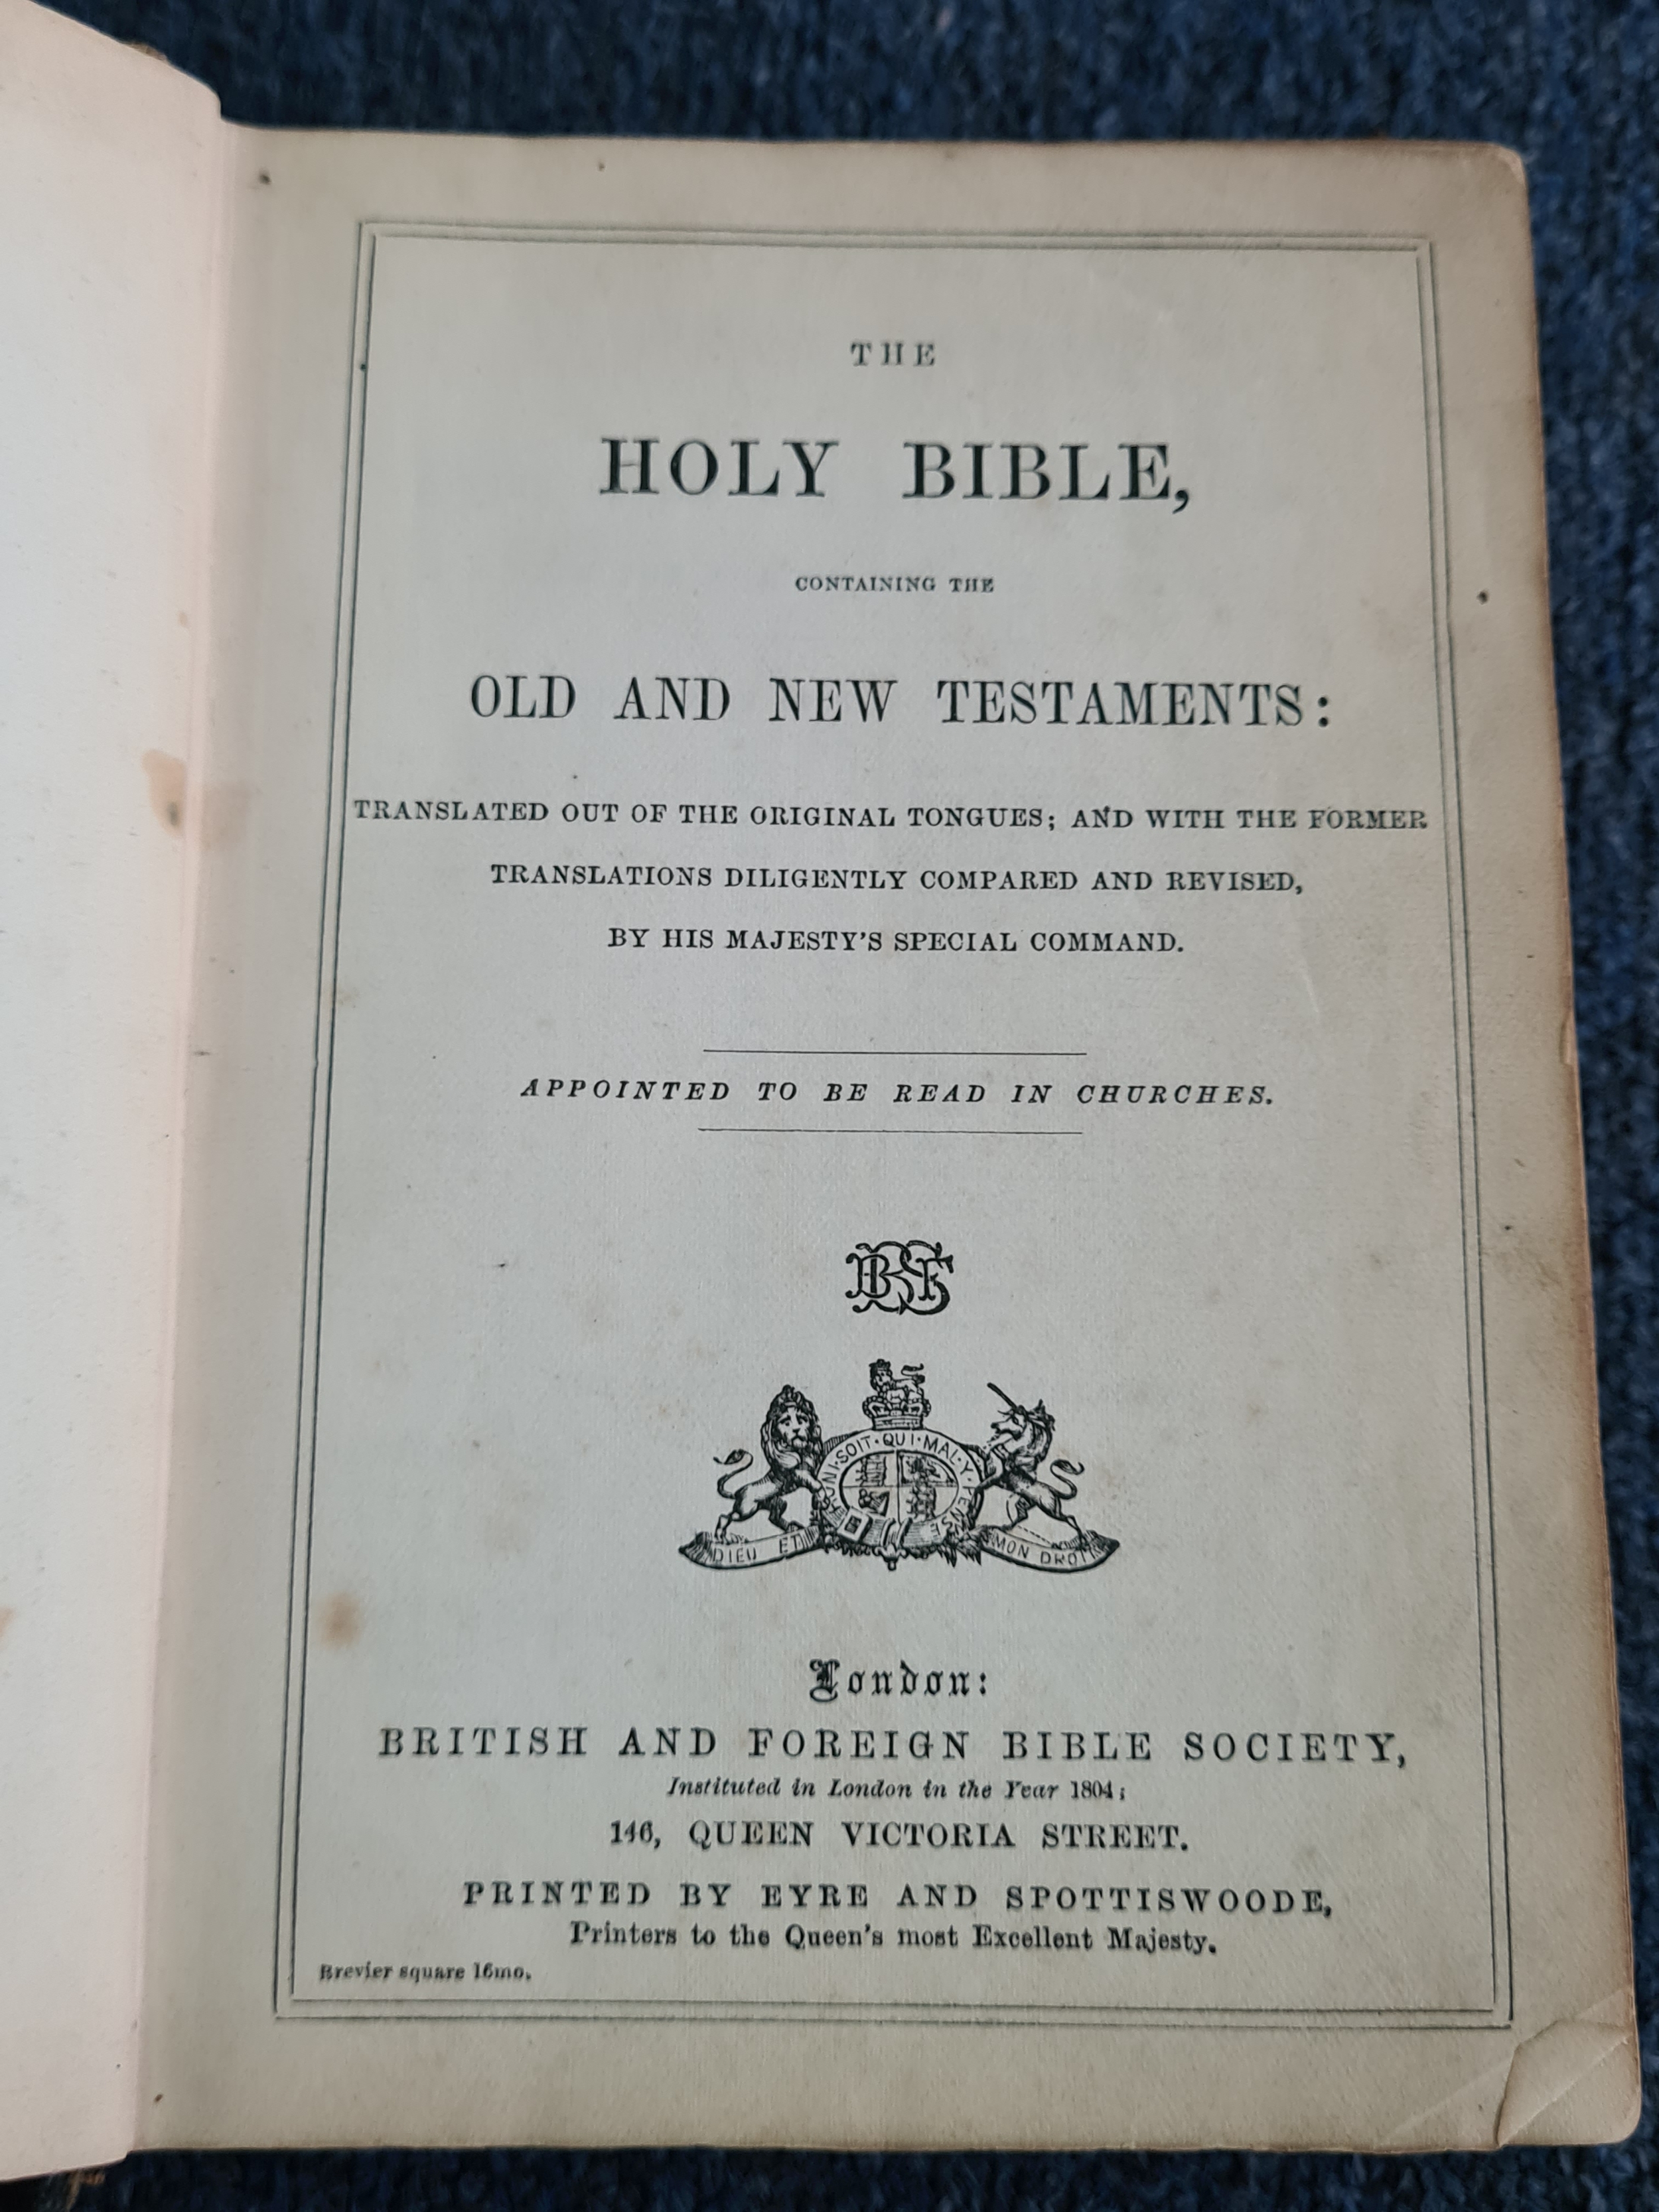 THE
HOLY BIBLE,
CONTAINING THE
OLD AND NEW TESTAMENTS:
TRANSLATED OUT OF THE ORIGINAL TONGUES; AND WITH THE FORMER
TRANSLATIONS DILIGENTLY COMPARED AND REVISED,
BY HIS MAJESTY'S SPECIAL COMMAND.
APPOINTED TO BE READ IN CHURCHES.
SOIT·QUI·MAL·Y·PENSE
DIEU ET MON DROIT
London:
BRITISH AND FOREIGN BIBLE SOCIETY,
Instituted in London in the Year 1804;
146, QUEEN VICTORIA STREET.
PRINTED BY EYRE AND SPOTTISWOODE,
Printers to the Queen's most Excellent Majesty.
Brevier square 16mo.